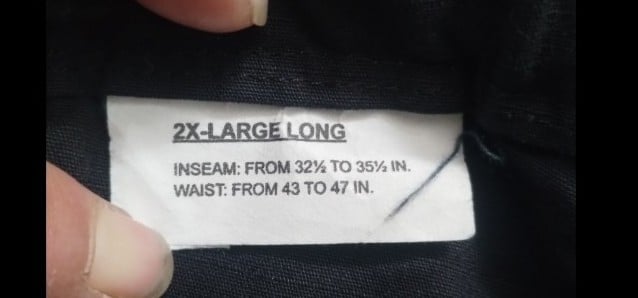 2X-LARGE LONG
INSEAM: FROM 32½ TO 35½ IN.
WAIST: FROM 43 TO 47 IN.